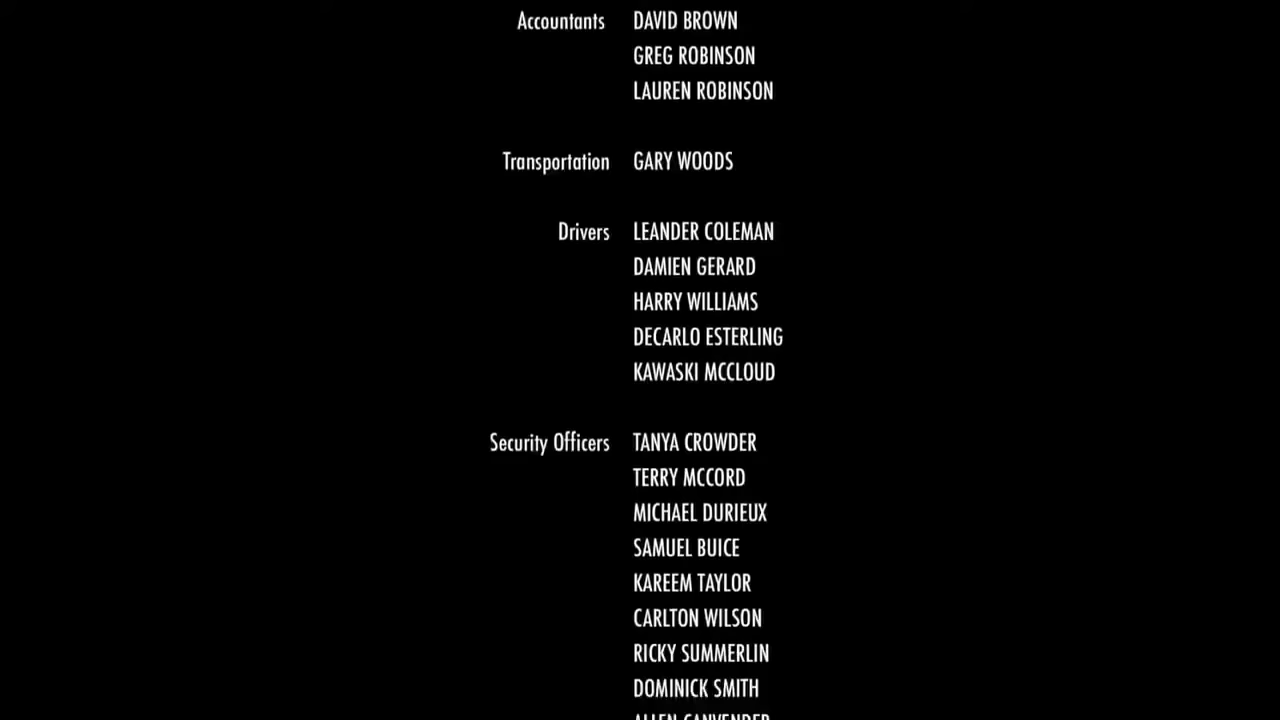 Accountants DAVID BROWN
GREG ROBINSON
LAUREN ROBINSON
Transportation GARY WOODS
Drivers LEANDER COLEMAN
DAMIEN GERARD
HARRY WILLIAMS
DECARLO ESTERLING
KAWASKI MCCLOUD
Security Officers TANYA CROWDER
TERRY MCCORD
MICHAEL DURIEUX
SAMUEL BUICE
KAREEM TAYLOR
CARLTON WILSON
RICKY SUMMERLIN
DOMINICK SMITH
ALLEN